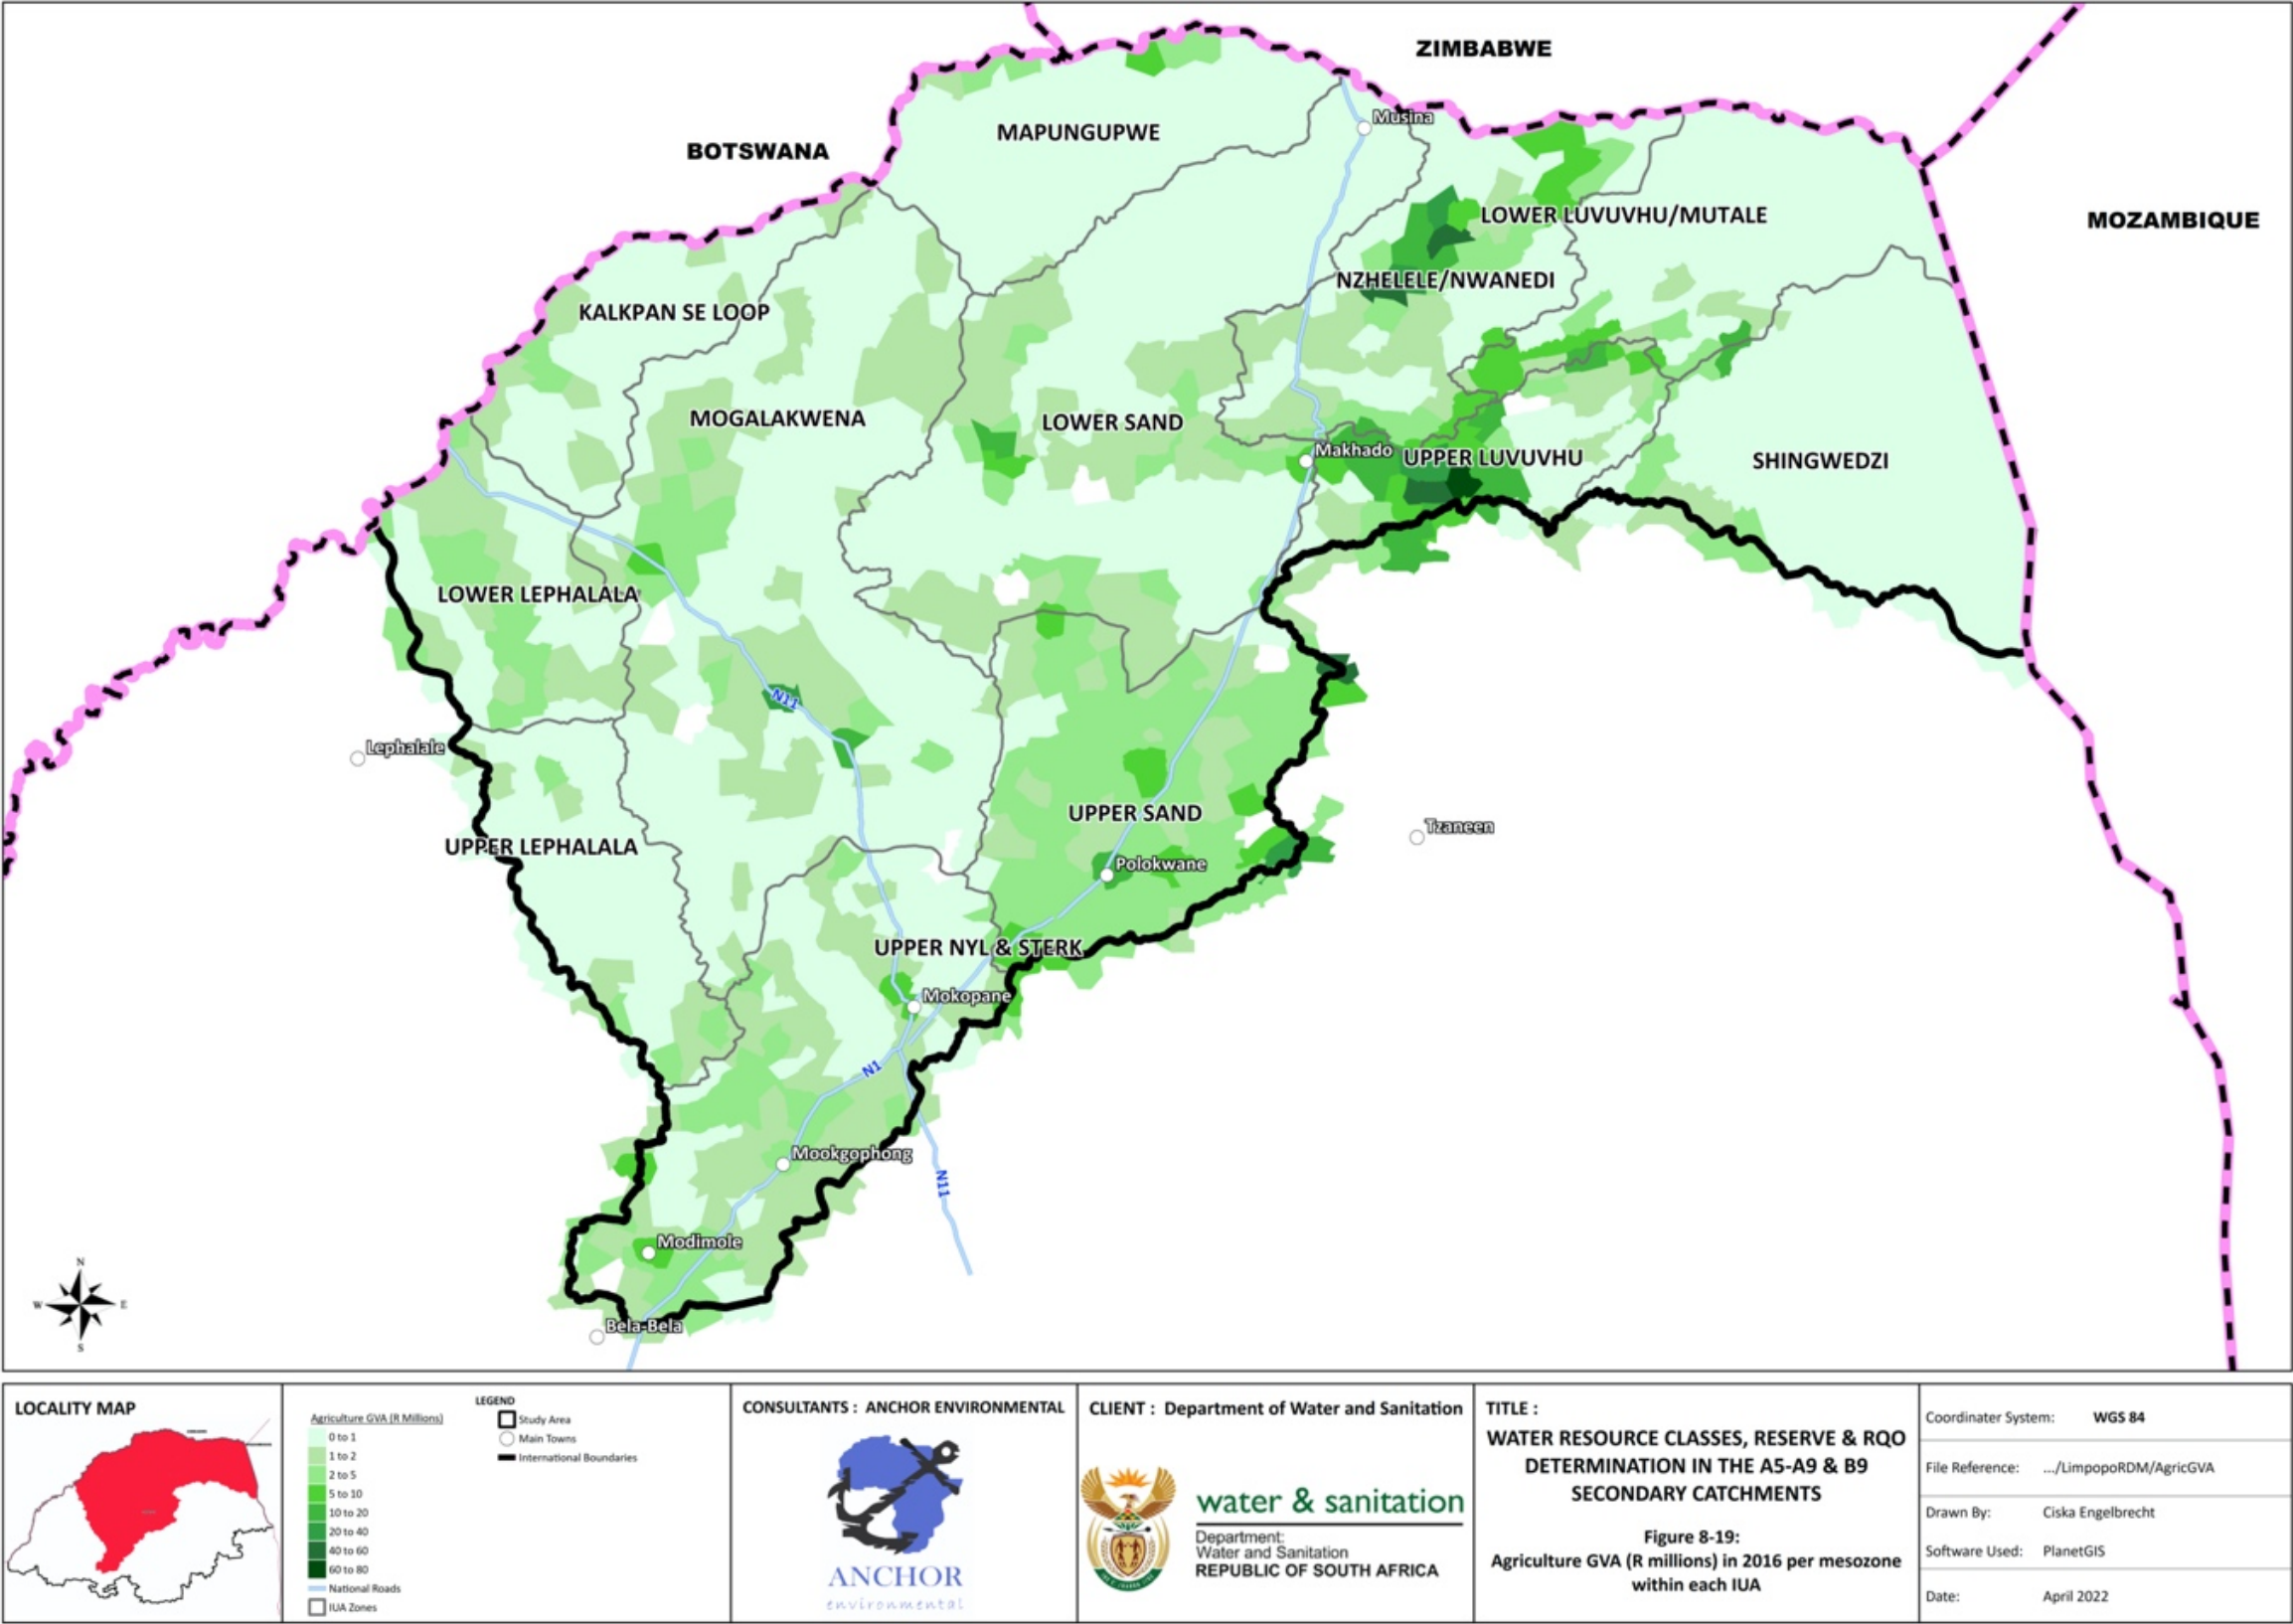 ZIMBABWE
BOTSWANA
MOZAMBIQUE
MAPUNGUPWE
Musina
LOWER LUVUVHU/MUTALE
NZHELELE/NWANEDI
KALKPAN SE LOOP
MOGALAKWENA
LOWER SAND
Makhado
UPPER LUVUVHU
SHINGWEDZI
LOWER LEPHALALA
N11
Lephalale
UPPER SAND
Tzaneen
UPPER LEPHALALA
Polokwane
UPPER NYL & STERK
Mokopane
N1
Mookgophong
N11
Modimole
Bela-Bela
N
W
E
S
LOCALITY MAP
LEGEND
Agriculture GVA (R Millions)
0 to 1
1 to 2
2 to 5
5 to 10
10 to 20
20 to 40
40 to 60
60 to 80
National Roads
IUA Zones
Study Area
Main Towns
International Boundaries
CONSULTANTS : ANCHOR ENVIRONMENTAL
ANCHOR
environmental
CLIENT : Department of Water and Sanitation
water & sanitation
Department:
Water and Sanitation
REPUBLIC OF SOUTH AFRICA
TITLE :
WATER RESOURCE CLASSES, RESERVE & RQO
DETERMINATION IN THE A5-A9 & B9
SECONDARY CATCHMENTS
Figure 8-19:
Agriculture GVA (R millions) in 2016 per mesozone
within each IUA
Coordinater System: WGS 84
File Reference: .../LimpopoRDM/AgricGVA
Drawn By: Ciska Engelbrecht
Software Used: PlanetGIS
Date: April 2022